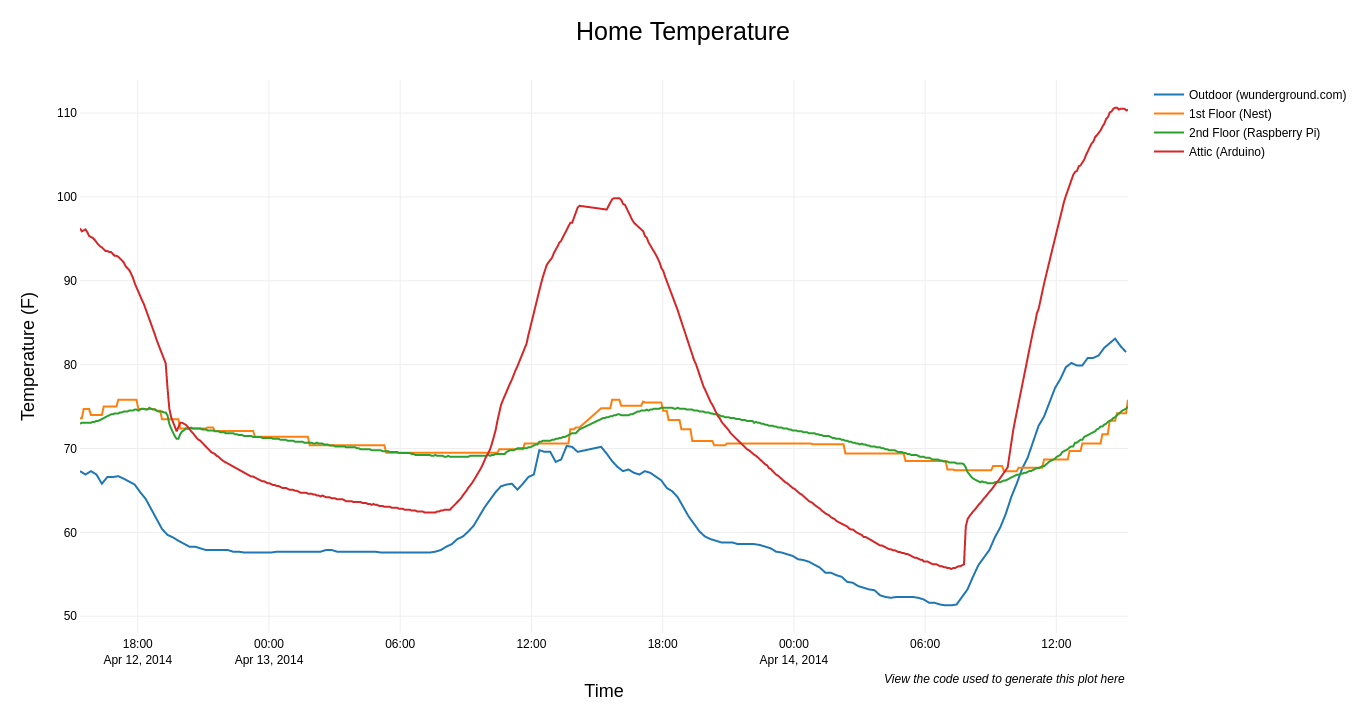 Home Temperature
Outdoor (wunderground.com)
1st Floor (Nest)
2nd Floor (Raspberry Pi)
Attic (Arduino)
Temperature (F)
110
100
90
80
70
60
50
18:00
Apr 12, 2014
00:00
Apr 13, 2014
06:00
12:00
18:00
00:00
Apr 14, 2014
06:00
12:00
Time
View the code used to generate this plot here